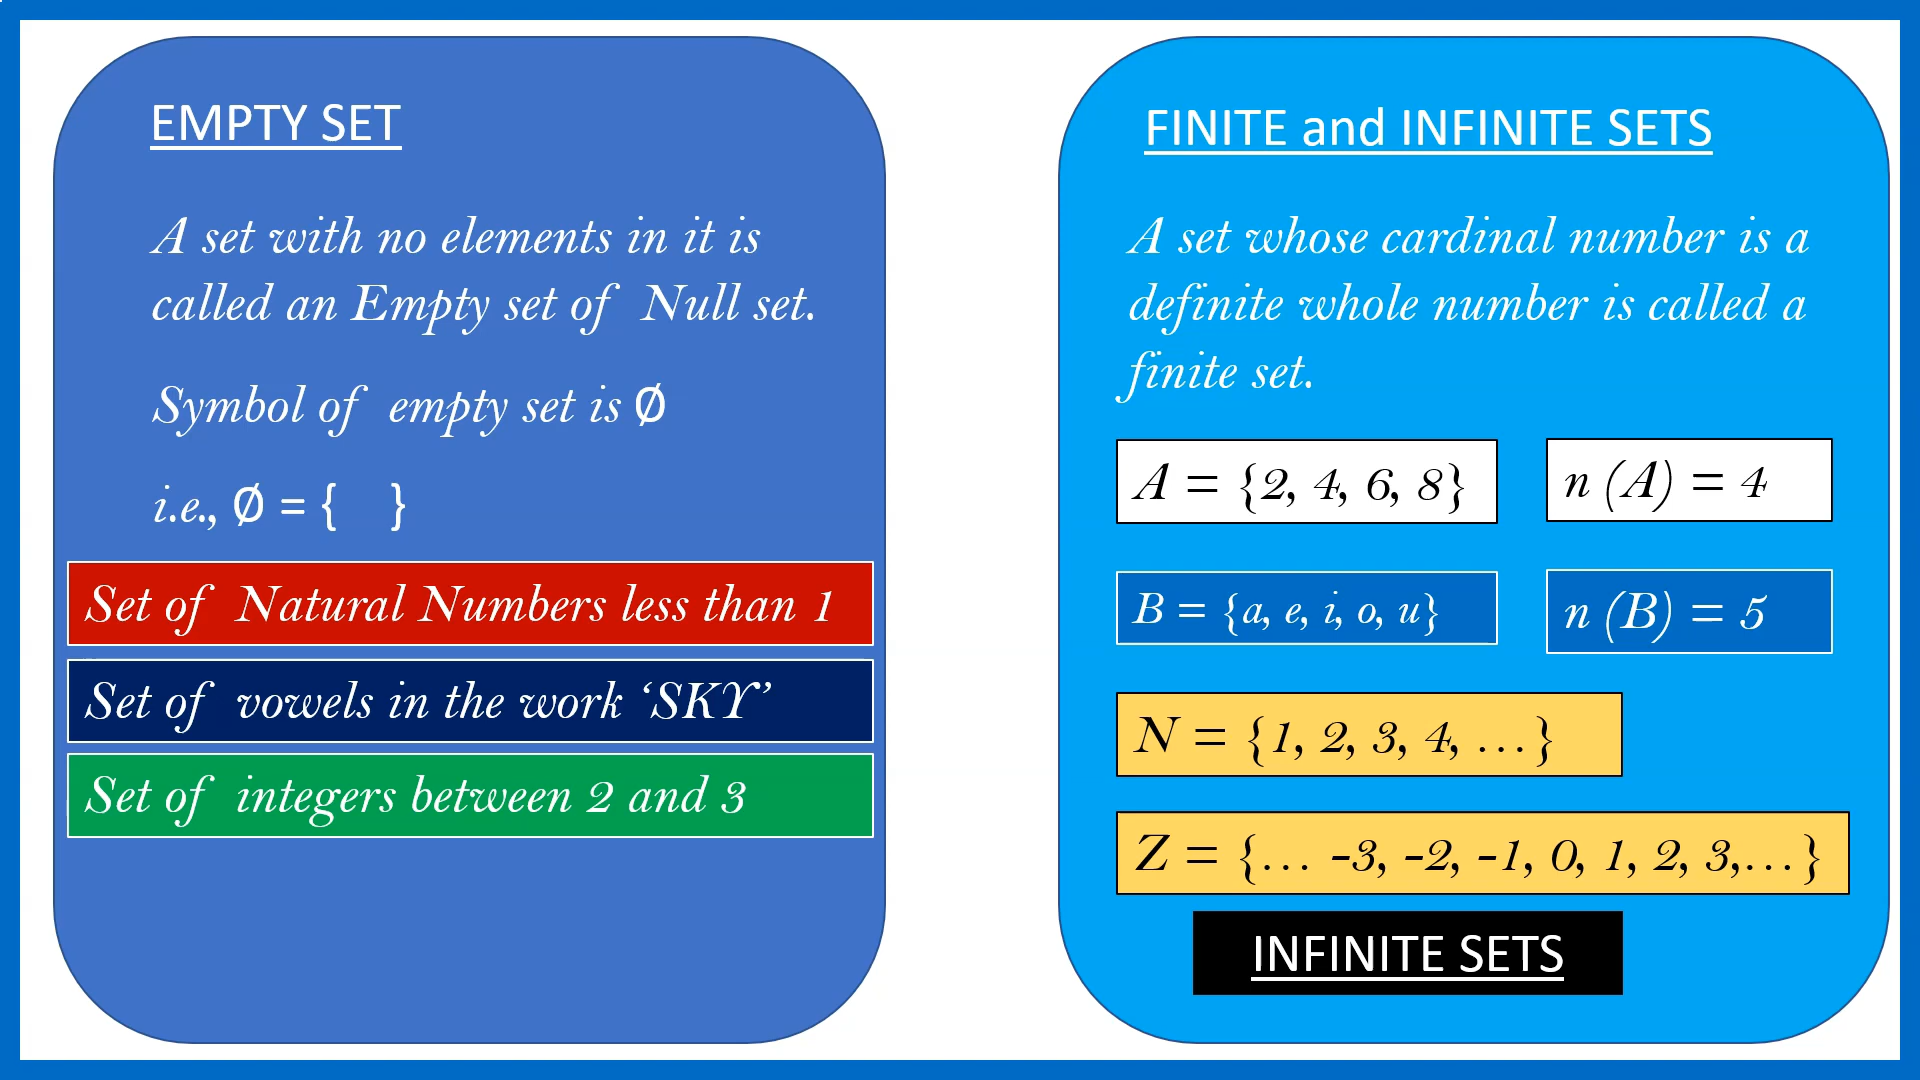 EMPTY SET
A set with no elements in it is
called an Empty set of Null set.
Symbol of empty set is ∅
i.e., ∅ = { }
Set of Natural Numbers less than 1
Set of vowels in the work ‘SKY’
Set of integers between 2 and 3
FINITE and INFINITE SETS
A set whose cardinal number is a
definite whole number is called a
finite set.
A = {2, 4, 6, 8}
n (A) = 4
B = {a, e, i, o, u}
n (B) = 5
N = {1, 2, 3, 4, …}
Z = {… -3, -2, -1, 0, 1, 2, 3,…}
INFINITE SETS